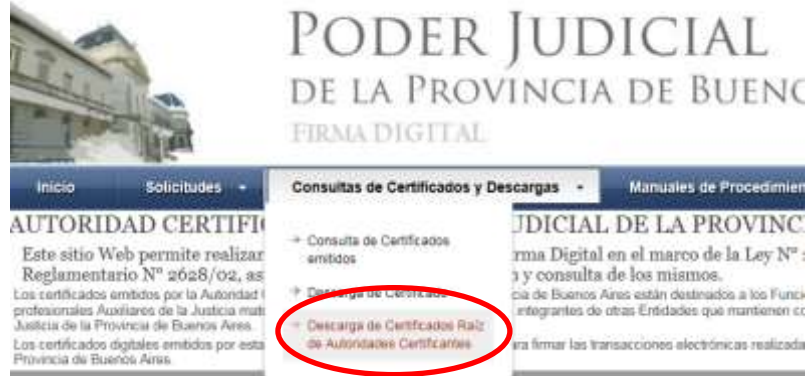 PODER JUDICIAL
DE LA PROVINCIA DE BUENO
FIRMA DIGITAL
Inicio
Solicitudes
Consultas de Certificados y Descargas
Manuales de Procedimien
AUTORIDAD CERTIFI
JDICIAL DE LA PROVINC
Este sitio Web permite realizar
rma Digital en el marco de la Ley N°
Reglamentario N° 2628/02, as
y consulta de los mismos.
Los certificados emitidos por la Autoridad
cia de Buenos Aires están destinados a los Funci
profesionales Auxiliares de la Justicia mat
integrantes de otras Entidades que mantienen co
Justicia de la Provincia de Buenos Aires.
Los certificados digitales emitidos por esta
ra firmar las transacciones electrónicas realizada
Provincia de Buenos Aires.
Consulta de Certificados
emitidos
Descarga de Certificado
Descarga de Certificados Raíz
de Autoridades Certificantes